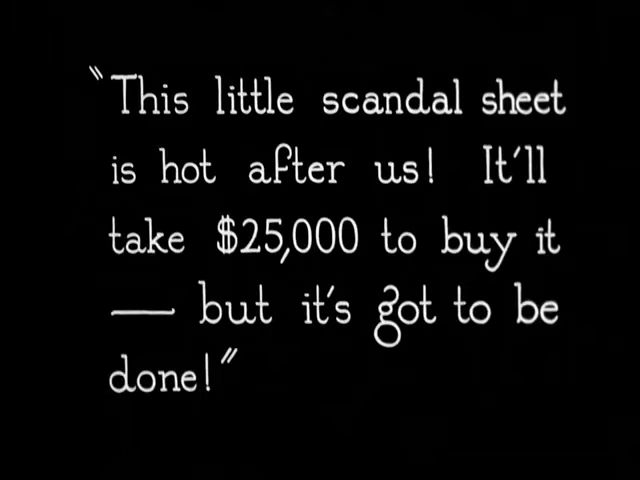 "This little scandal sheet
is hot after us! It'll
take $25,000 to buy it
— but it's got to be
done!"